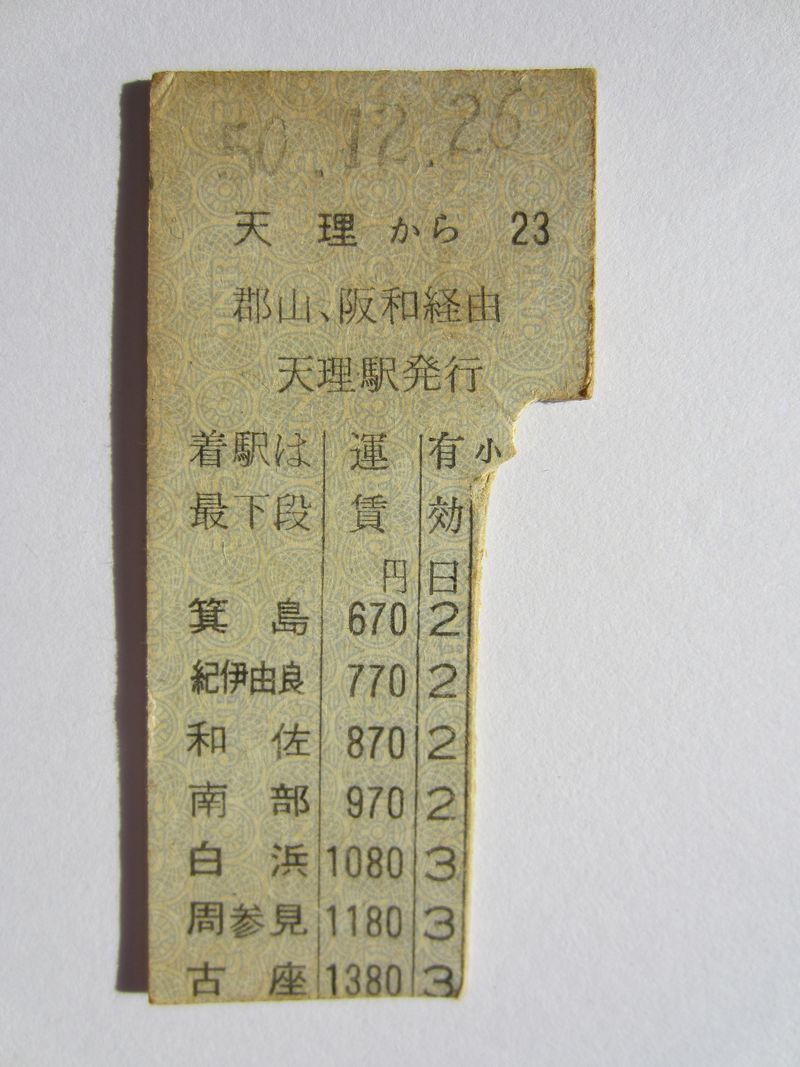 50.12.26
天理から 23
郡山、阪和経由
天理駅発行
着駅は 運 有 小
最下段 賃 効
円 日
箕島 670 2
紀伊由良 770 2
和佐 870 2
南部 970 2
白浜 1080 3
周参見 1180 3
古座 1380 3